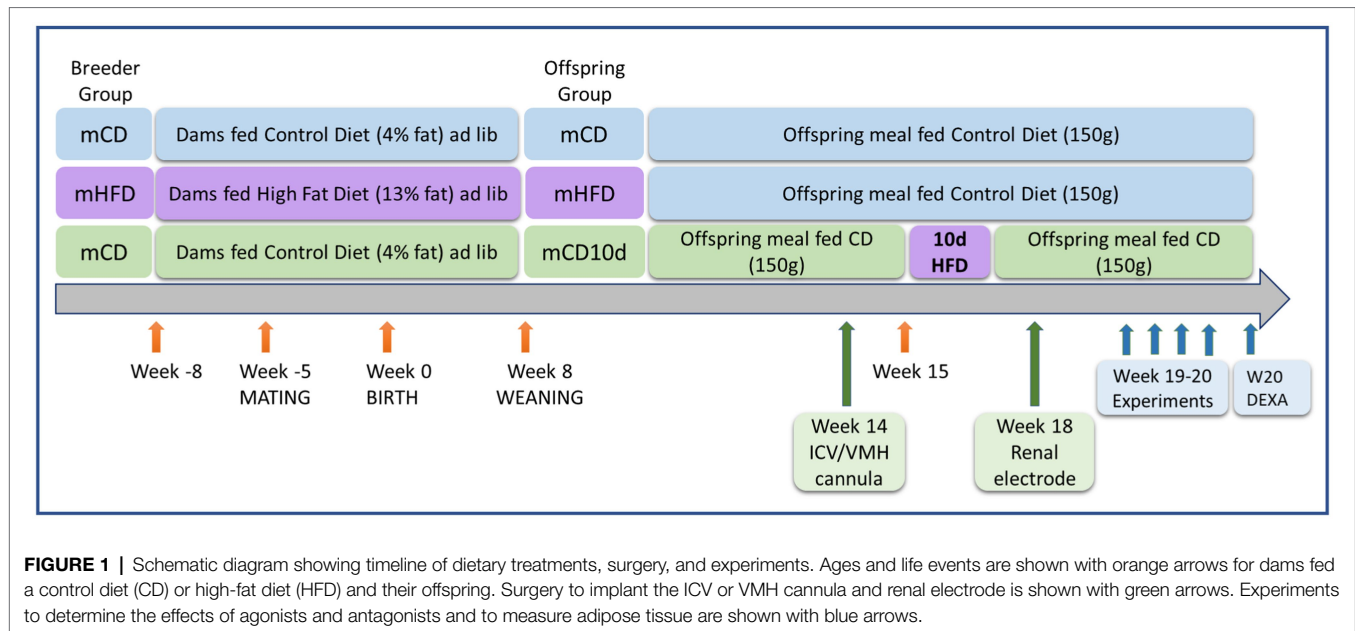 Breeder
Group
Offspring
Group
mCD
Dams fed Control Diet (4% fat) ad lib
mCD
Offspring meal fed Control Diet (150g)
mHFD
Dams fed High Fat Diet (13% fat) ad lib
mHFD
Offspring meal fed Control Diet (150g)
mCD
Dams fed Control Diet (4% fat) ad lib
mCD10d
Offspring meal fed CD
(150g)
10d
HFD
Offspring meal fed CD
(150g)
Week -8
Week -5
MATING
Week 0
BIRTH
Week 8
WEANING
Week 14
ICV/VMH
cannula
Week 15
Week 18
Renal
electrode
Week 19-20
Experiments
W20
DEXA
FIGURE 1 | Schematic diagram showing timeline of dietary treatments, surgery, and experiments. Ages and life events are shown with orange arrows for dams fed
a control diet (CD) or high-fat diet (HFD) and their offspring. Surgery to implant the ICV or VMH cannula and renal electrode is shown with green arrows. Experiments
to determine the effects of agonists and antagonists and to measure adipose tissue are shown with blue arrows.